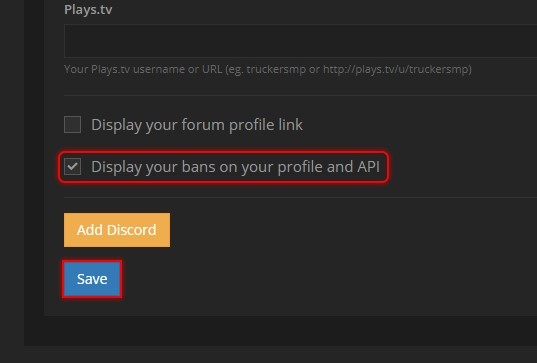 Plays.tv
Your Plays.tv username or URL (eg. truckersmp or http://plays.tv/u/truckersmp)
Display your forum profile link
Display your bans on your profile and API
Add Discord
Save